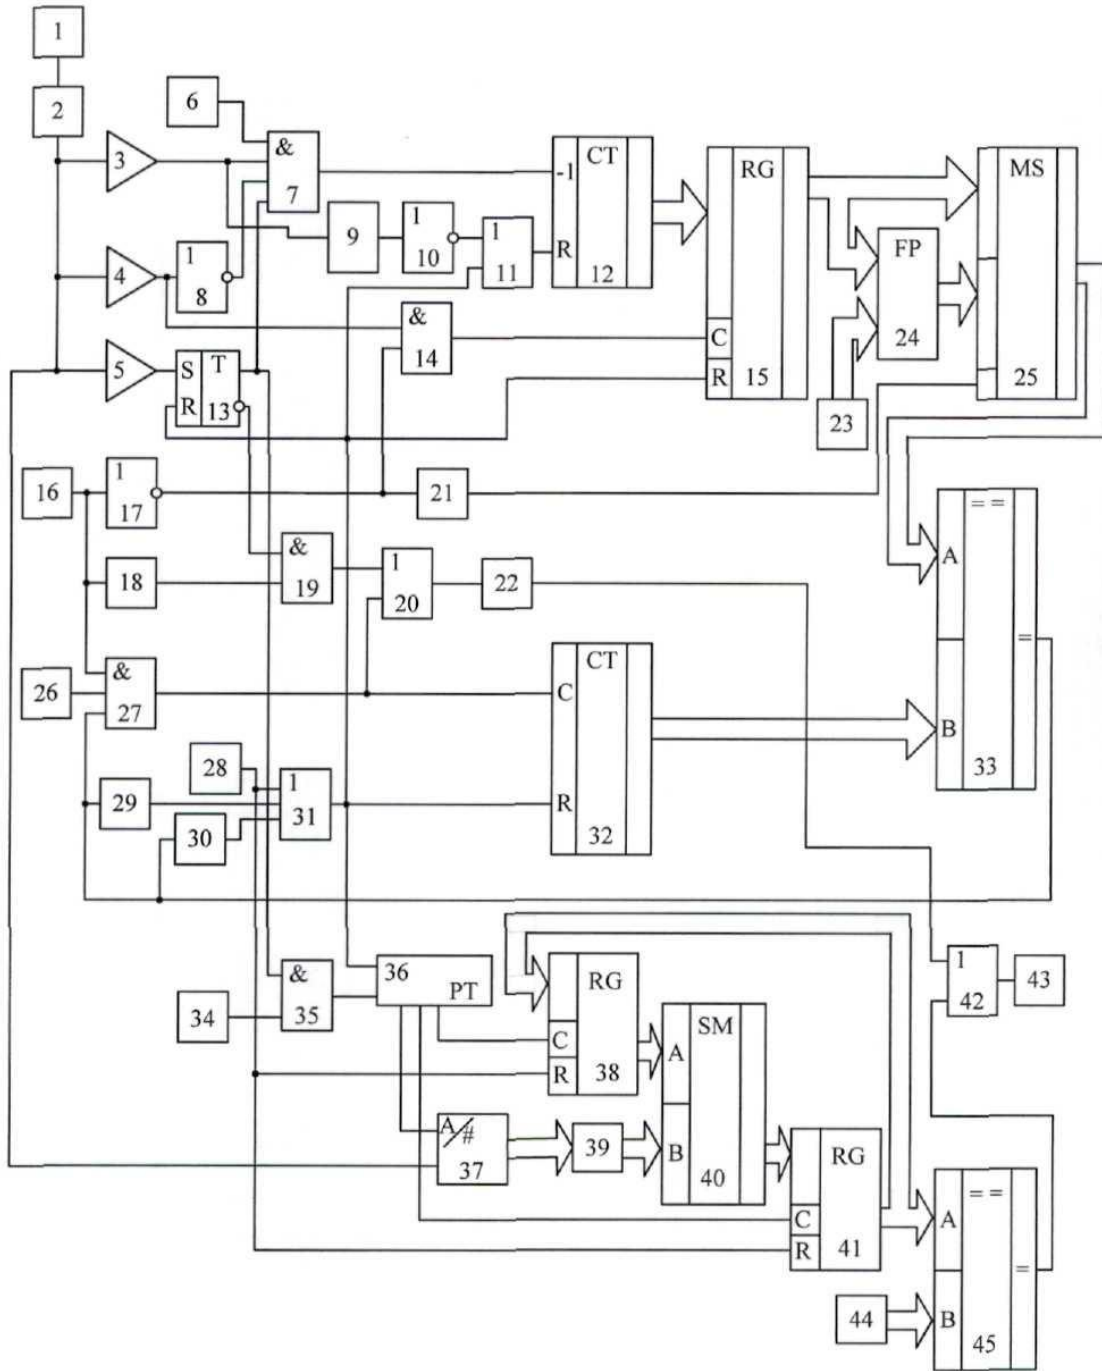 1
2
6
3
&
7
-1
CT
R
12
RG
C
R
15
MS
25
9
1
10
1
11
4
1
8
FP
24
&
14
5
S
T
R
13
23
16
1
17
21
= =
A
=
B
33
18
&
19
1
20
22
26
&
27
CT
C
R
32
28
1
31
29
30
36
PT
RG
C
R
38
1
42
43
34
&
35
SM
A
B
40
A/#
37
39
RG
C
R
41
= =
A
=
B
45
44